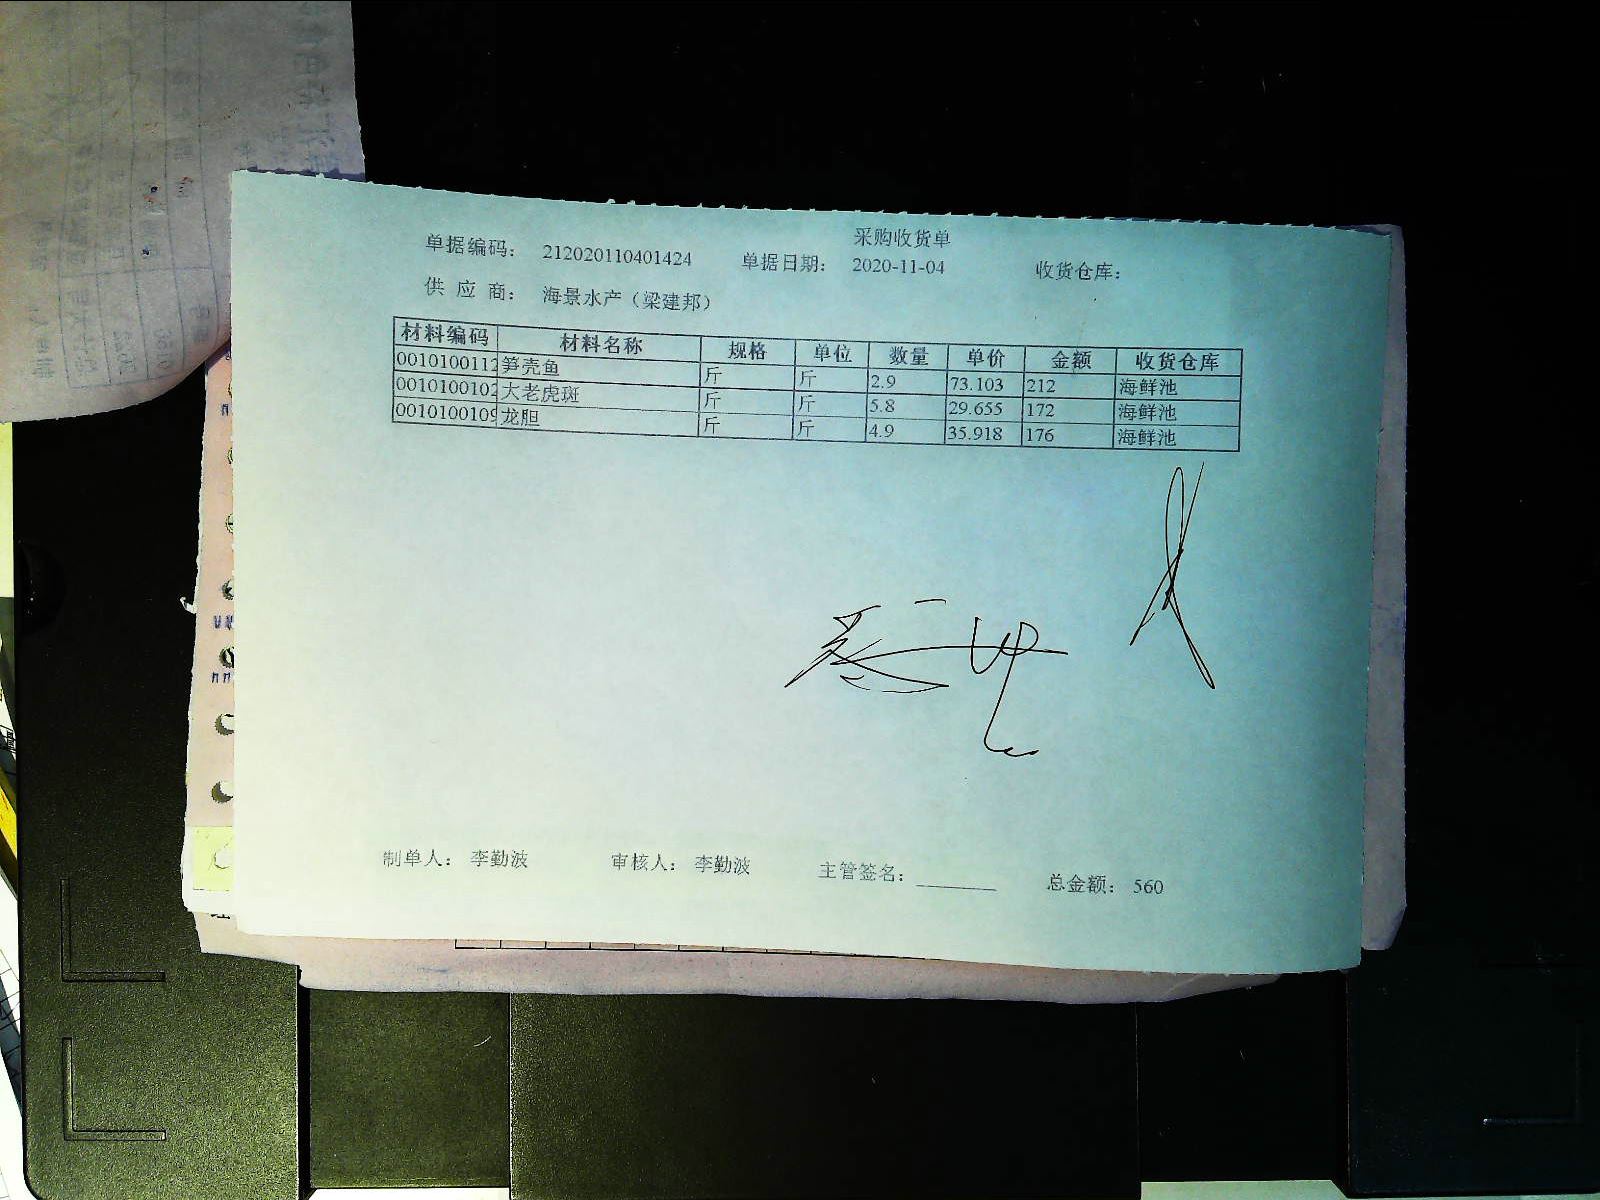 采购收货单
单据编码： 212020110401424 单据日期： 2020-11-04 收货仓库：
供 应 商： 海景水产（梁建邦）
材料编码 材料名称 规格 单位 数量 单价 金额 收货仓库
0010100112 笋壳鱼 斤 斤 2.9 73.103 212 海鲜池
0010100102 大老虎斑 斤 斤 5.8 29.655 172 海鲜池
0010100109 龙胆 斤 斤 4.9 35.918 176 海鲜池
制单人： 李勤波 审核人： 李勤波 主管签名：________ 总金额： 560